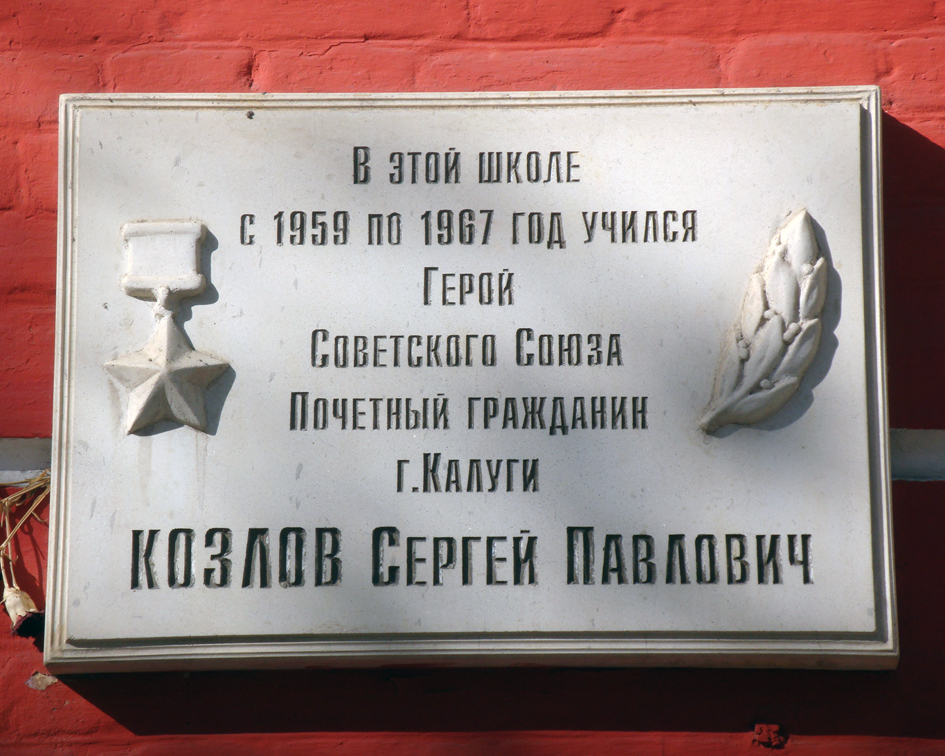 В этой школе
с 1959 по 1967 год учился
Герой
Советского Союза
Почетный гражданин
г.Калуги
КОЗЛОВ Сергей Павлович